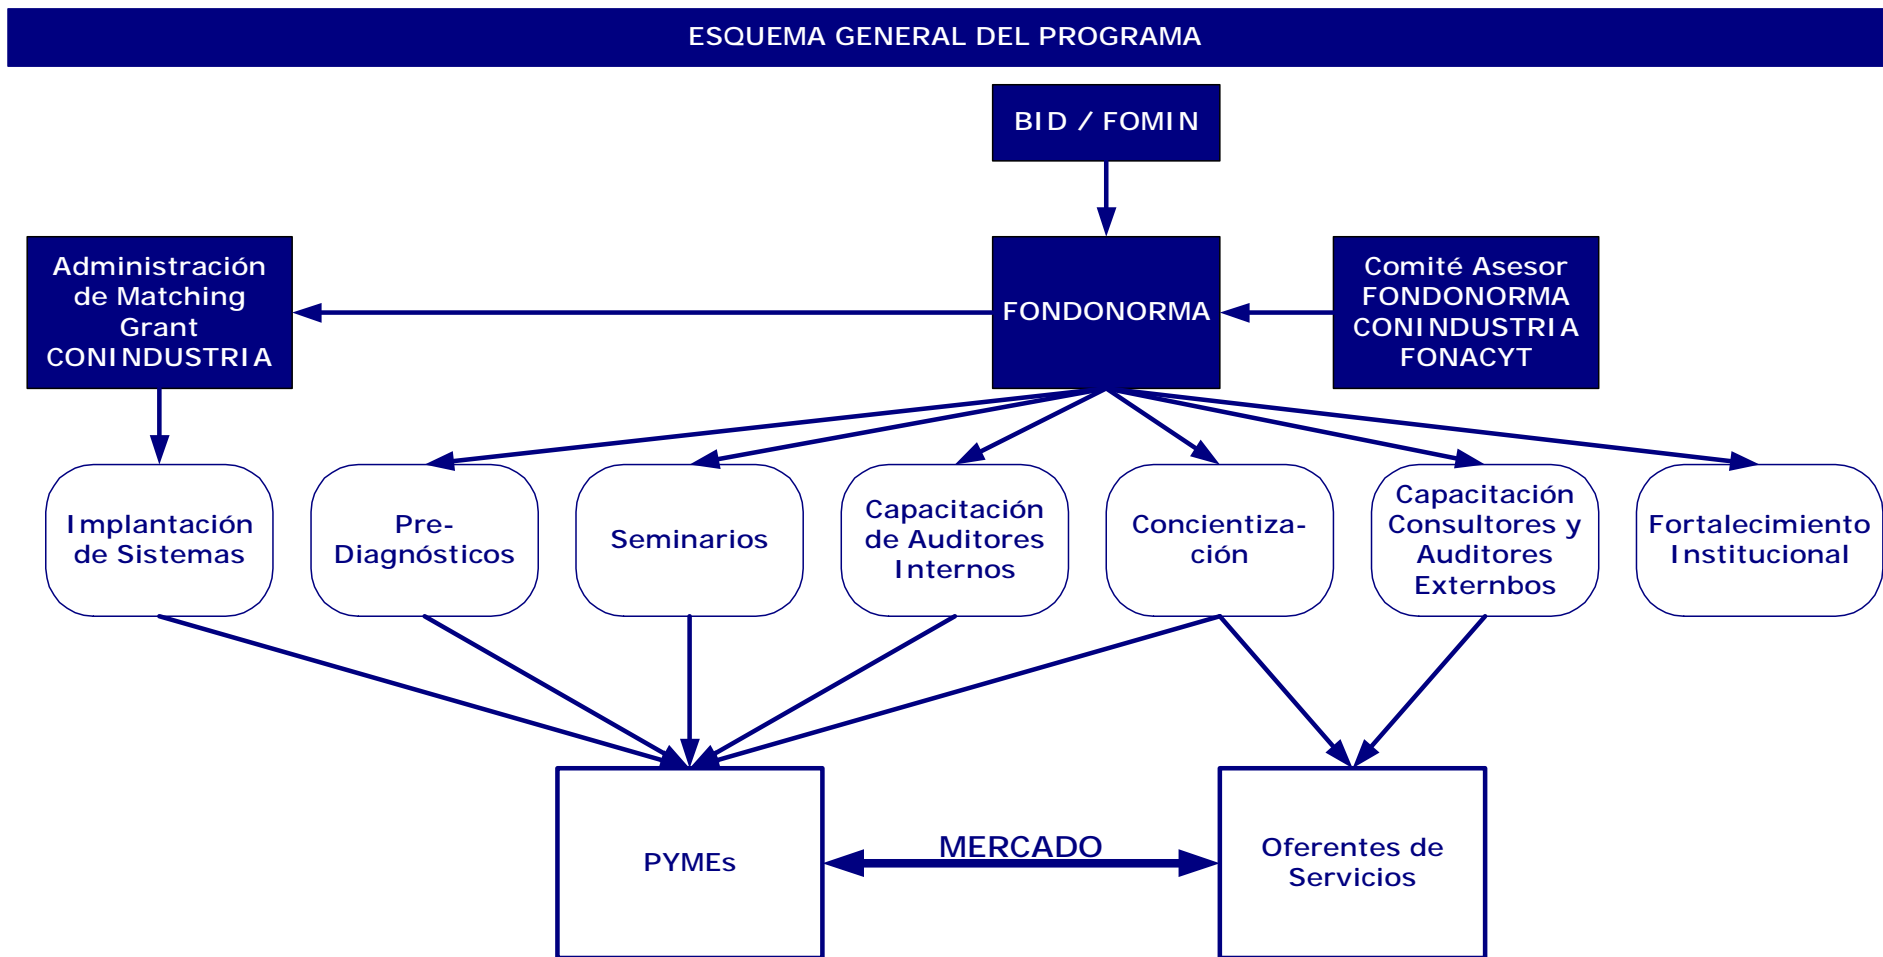 ESQUEMA GENERAL DEL PROGRAMA
BID / FOMIN
Administración
de Matching
Grant
CONINDUSTRIA
FONDONORMA
Comité Asesor
FONDONORMA
CONINDUSTRIA
FONACYT
Implantación
de Sistemas
Pre-
Diagnósticos
Seminarios
Capacitación
de Auditores
Internos
Concientiza-
ción
Capacitación
Consultores y
Auditores
Externbos
Fortalecimiento
Institucional
PYMEs
MERCADO
Oferentes de
Servicios